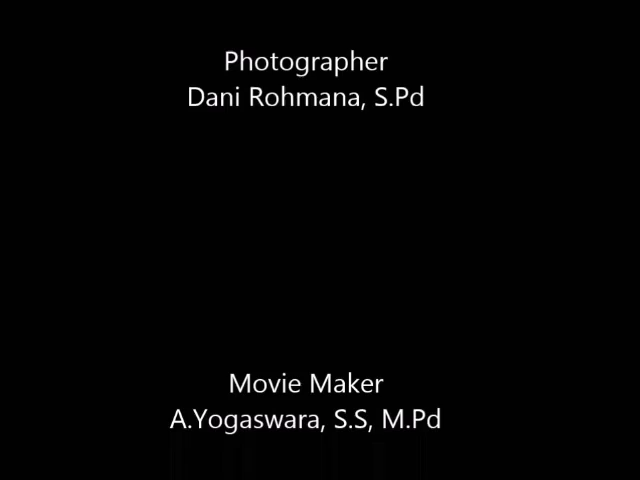 Photographer
Dani Rohmana, S.Pd
Movie Maker
A.Yogaswara, S.S, M.Pd